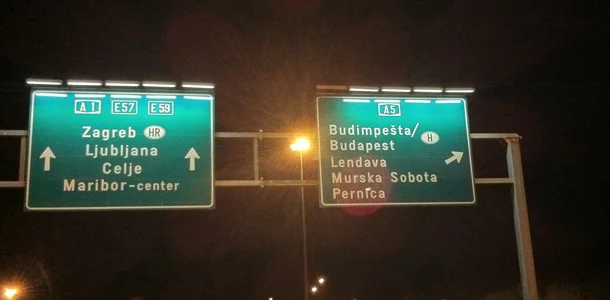 A1 E57 E59
Zagreb HR
Ljubljana
Celje
Maribor-center
A5
Budimpešta/ H
Budapest
Lendava
Murska Sobota
Pernica